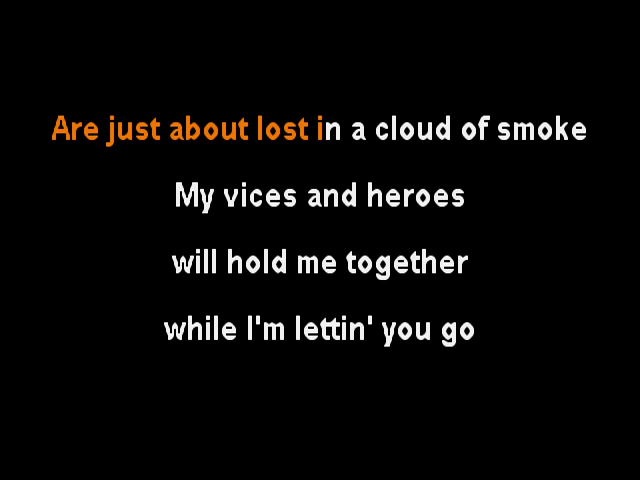 Are just about lost in a cloud of smoke
My vices and heroes
will hold me together
while I'm lettin' you go